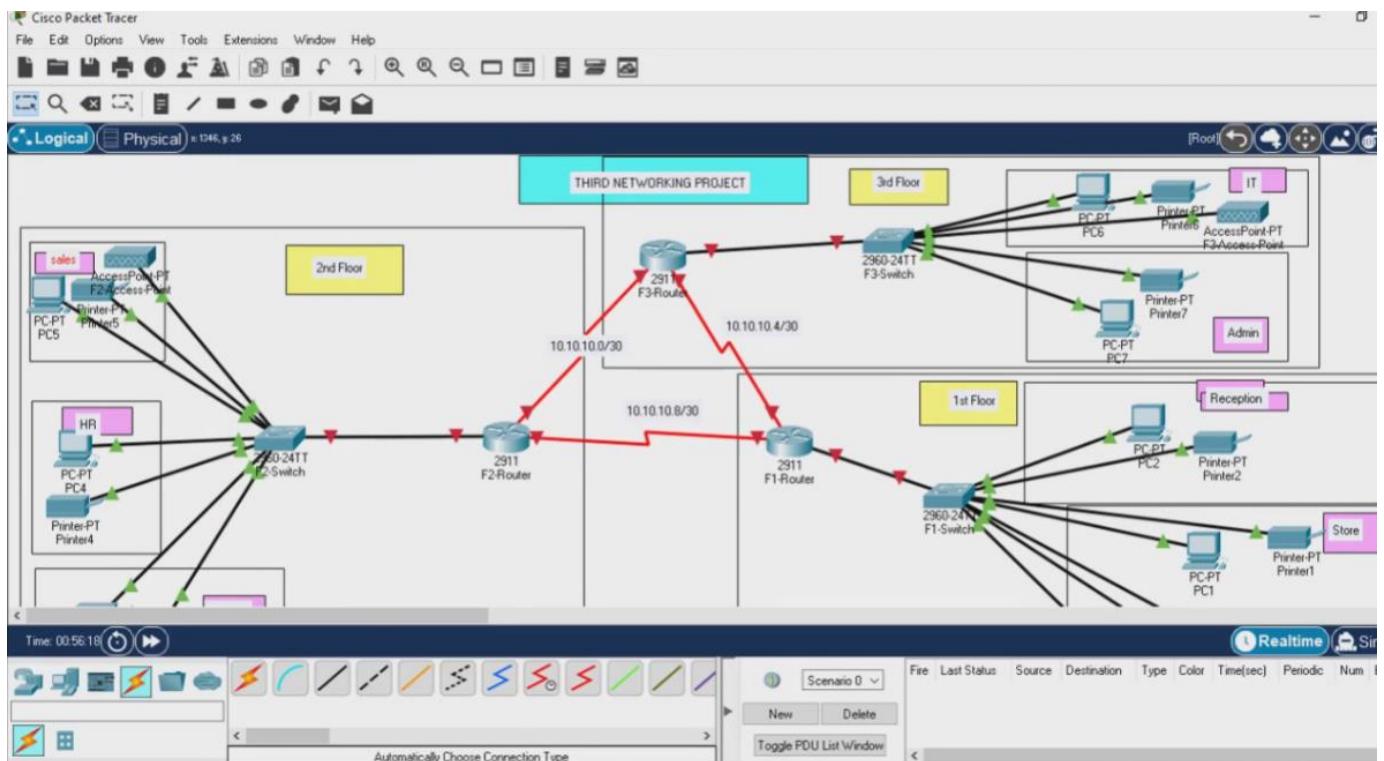 Cisco Packet Tracer
File Edit Options View Tools Extensions Window Help
Logical Physical x: 1346, y: 26
[Root]
THIRD NETWORKING PROJECT
3rd Floor
IT
PC-PT
PC6
Printer-PT
Printer6
AccessPoint-PT
F3-Access-Point
2960-24TT
F3-Switch
2911
F3-Router
Printer-PT
Printer7
PC-PT
PC7
Admin
2nd Floor
sales
AccessPoint-PT
F2-Access-Point
PC-PT
PC5
Printer-PT
Printer5
10.10.10.0/30
10.10.10.4/30
10.10.10.8/30
HR
PC-PT
PC4
Printer-PT
Printer4
2960-24TT
F2-Switch
2911
F2-Router
2911
F1-Router
1st Floor
Reception
PC-PT
PC2
Printer-PT
Printer2
2960-24TT
F1-Switch
Store
PC-PT
PC1
Printer-PT
Printer1
Time: 00:56:18
Realtime
Scenario 0
New Delete
Toggle PDU List Window
Fire Last Status Source Destination Type Color Time(sec) Periodic Num
Automatically Choose Connection Type